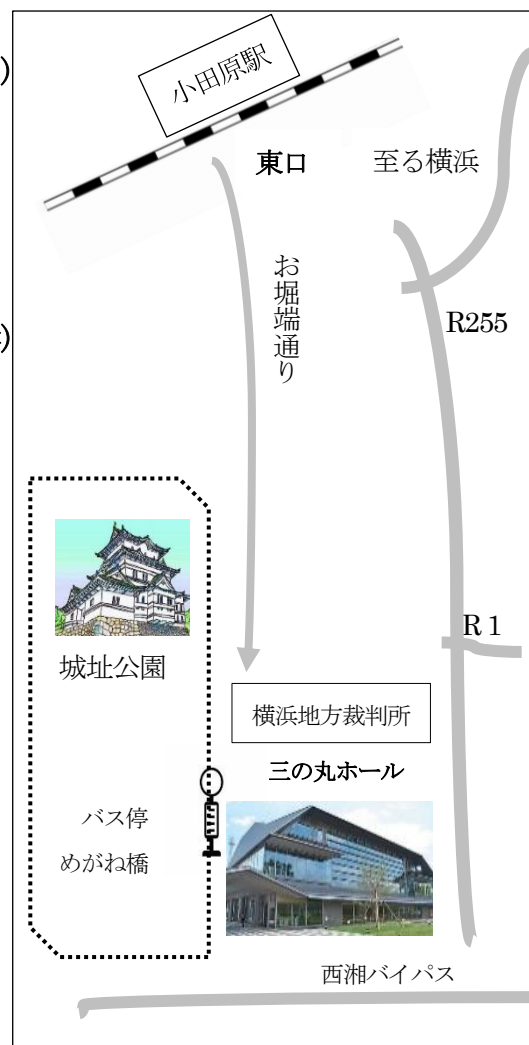 小田原駅
東口
至る横浜
お堀端通り
R255
城址公園
R 1
横浜地方裁判所
三の丸ホール
バス停
めがね橋
西湘バイパス